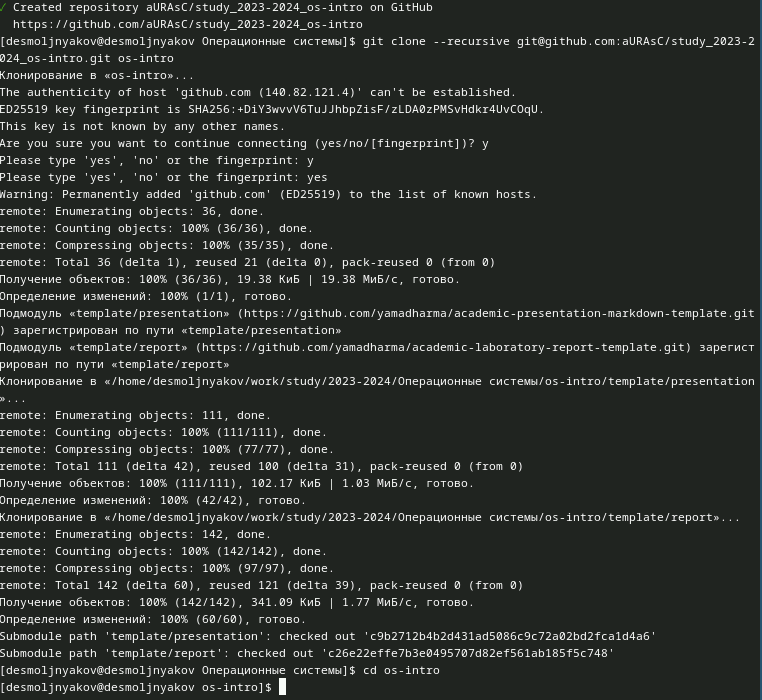 ✓ Created repository aURAsC/study_2023-2024_os-intro on GitHub
  https://github.com/aURAsC/study_2023-2024_os-intro
[desmoljnyakov@desmoljnyakov Операционные системы]$ git clone --recursive git@github.com:aURAsC/study_2023-2
024_os-intro.git os-intro
Клонирование в «os-intro»...
The authenticity of host 'github.com (140.82.121.4)' can't be established.
ED25519 key fingerprint is SHA256:+DiY3wvvV6TuJJhbpZisF/zLDA0zPMSvHdkr4UvCOqU.
This key is not known by any other names.
Are you sure you want to continue connecting (yes/no/[fingerprint])? y
Please type 'yes', 'no' or the fingerprint: y
Please type 'yes', 'no' or the fingerprint: yes
Warning: Permanently added 'github.com' (ED25519) to the list of known hosts.
remote: Enumerating objects: 36, done.
remote: Counting objects: 100% (36/36), done.
remote: Compressing objects: 100% (35/35), done.
remote: Total 36 (delta 1), reused 21 (delta 0), pack-reused 0 (from 0)
Получение объектов: 100% (36/36), 19.38 КиБ | 19.38 МиБ/с, готово.
Определение изменений: 100% (1/1), готово.
Подмодуль «template/presentation» (https://github.com/yamadharma/academic-presentation-markdown-template.git
) зарегистрирован по пути «template/presentation»
Подмодуль «template/report» (https://github.com/yamadharma/academic-laboratory-report-template.git) зарегист
рирован по пути «template/report»
Клонирование в «/home/desmoljnyakov/work/study/2023-2024/Операционные системы/os-intro/template/presentation
»...
remote: Enumerating objects: 111, done.
remote: Counting objects: 100% (111/111), done.
remote: Compressing objects: 100% (77/77), done.
remote: Total 111 (delta 42), reused 100 (delta 31), pack-reused 0 (from 0)
Получение объектов: 100% (111/111), 102.17 КиБ | 1.03 МиБ/с, готово.
Определение изменений: 100% (42/42), готово.
Клонирование в «/home/desmoljnyakov/work/study/2023-2024/Операционные системы/os-intro/template/report»...
remote: Enumerating objects: 142, done.
remote: Counting objects: 100% (142/142), done.
remote: Compressing objects: 100% (97/97), done.
remote: Total 142 (delta 60), reused 121 (delta 39), pack-reused 0 (from 0)
Получение объектов: 100% (142/142), 341.09 КиБ | 1.77 МиБ/с, готово.
Определение изменений: 100% (60/60), готово.
Submodule path 'template/presentation': checked out 'c9b2712b4b2d431ad5086c9c72a02bd2fca1d4a6'
Submodule path 'template/report': checked out 'c26e22effe7b3e0495707d82ef561ab185f5c748'
[desmoljnyakov@desmoljnyakov Операционные системы]$ cd os-intro
[desmoljnyakov@desmoljnyakov os-intro]$